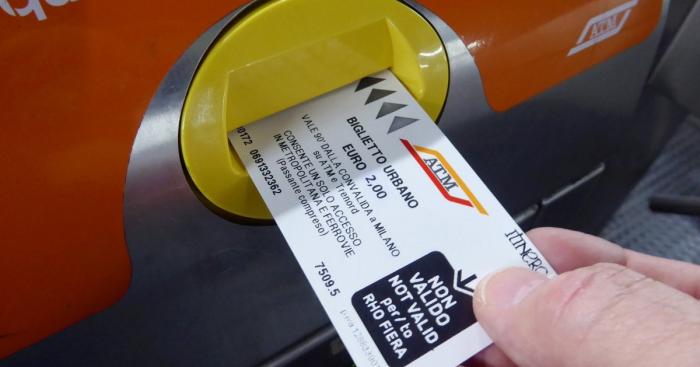 ATM
BIGLIETTO URBANO
EURO 2,00
VALE 90' DALLA CONVALIDA a MILANO
su ATM e Trenord
CONSENTE UN SOLO ACCESSO
IN METROPOLITANA E FERROVIE
(Passante compreso)
0172 0691332362
7509.5
ATM
ITINERO
NON
VALIDO
NOT VALID
per/to
RHO FIERA